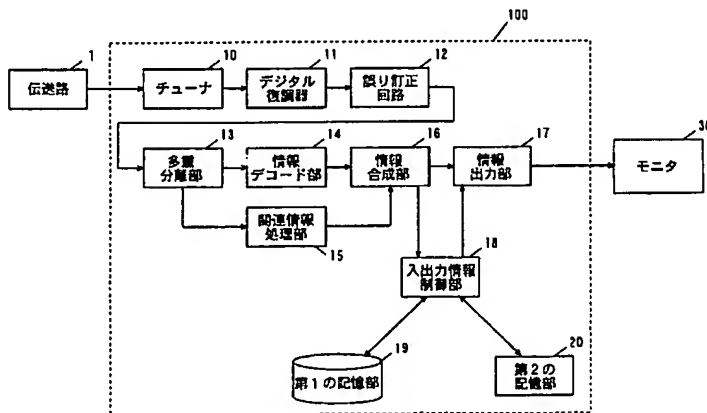 100
1
伝送路
10
チューナ
11
デジタル
復調器
12
誤り訂正
回路
13
多重
分離部
14
情報
デコード部
16
情報
合成部
17
情報
出力部
30
モニタ
関連情報
処理部
15
18
入出力情報
制御部
19
第1の記憶部
20
第2の
記憶部